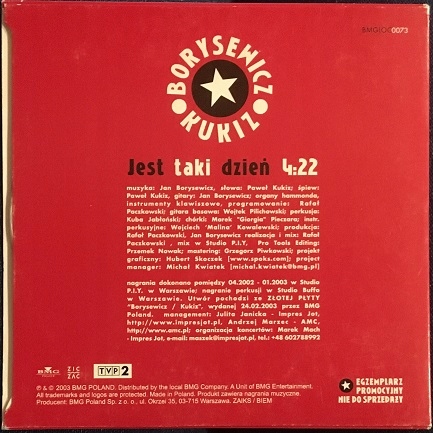 BMG|OC0073
BORYSEWICZ
KUKIZ
Jest taki dzień 4:22
muzyka: Jan Borysewicz, słowa: Paweł Kukiz; śpiew:
Paweł Kukiz, gitary: Jan Borysewicz; organy hammonda,
instrumenty klawiszowe, programowanie: Rafał
Paczkowski; gitara basowa: Wojtek Pilichowski; perkusja:
Kuba Jabłoński; chórki: Marek "Giorgio" Pieczara; instr.
perkusyjne: Wojciech 'Malina' Kowalewski; produkcja:
Rafał Paczkowski, Jan Borysewicz realizacja i mix: Rafał
Paczkowski , mix w Studio P.I.Y, Pro Tools Editing:
Przemek Nowak; mastering: Grzegorz Piwkowski; projekt
graficzny: Hubert Skoczek [www.spoks.com]; project
manager: Michał Kwiatek [michal.kwiatek@bmg.pl]
nagrania dokonano pomiędzy 04.2002 - 01.2003 w Studio
P.I.Y. w Warszawie; nagranie perkusji w Studio Buffo
w Warszawie. Utwór pochodzi ze ZŁOTEJ PŁYTY
"Borysewicz / Kukiz", wydanej 24.02.2003 przez BMG
Poland. management: Julita Janicka - Impres Jot,
http://www.impresjot.pl, Andrzej Marzec - AMC,
http://www.amc.pl; organizacja koncertów: Marek Mach
- Impres Jot, e-mail: maszek@impresjot.pl, tel.+48 602788992
BMG
ZIC
ZAC
TVP2
EGZEMPLARZ
PROMOCYJNY
NIE DO SPRZEDAŻY
℗ & © 2003 BMG POLAND. Distributed by the local BMG Company. A Unit of BMG Entertainment.
All trademarks and logos are protected. Made in Poland. Produkt zawiera nagrania muzyczne.
Producent: BMG Poland Sp. z o. o., ul. Okrzei 35, 03-715 Warszawa, ZAIKS / BIEM